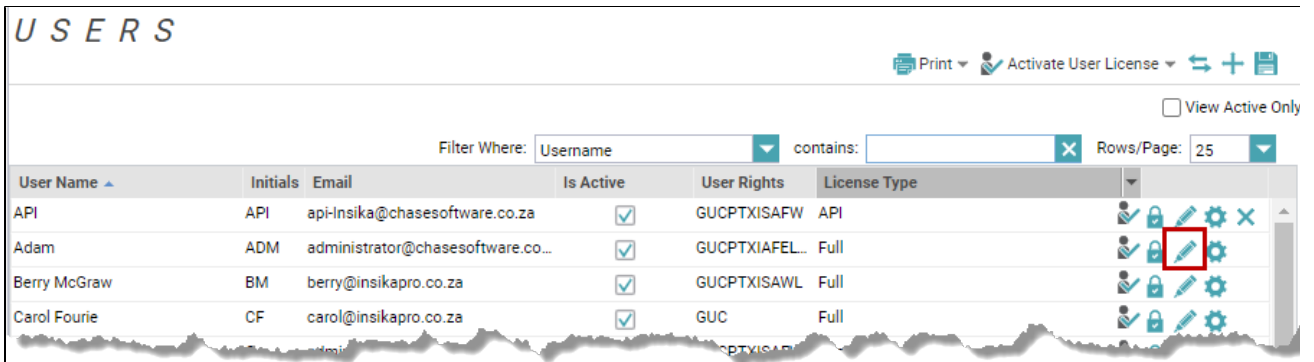 USERS
Print Activate User License
View Active Only
Filter Where: Username contains: Rows/Page: 25
User Name Initials Email Is Active User Rights License Type
API API api-Insika@chasesoftware.co.za GUCPTXISAFW API
Adam ADM administrator@chasesoftware.co... GUCPTXIAFEL... Full
Berry McGraw BM berry@insikapro.co.za GUCPTXISAWL Full
Carol Fourie CF carol@insikapro.co.za GUC Full